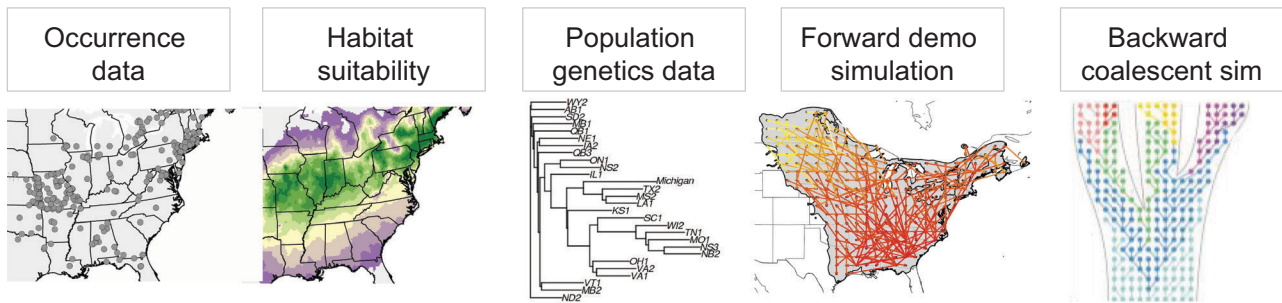 Occurrence
data
Habitat
suitability
Population
genetics data
Forward demo
simulation
Backward
coalescent sim
WY2
AB1
SD2
MB1
QB1
NE1
IA2
QB3
ON1
NS2
IL1
Michigan
TX2
MS2
LA1
KS1
SC1
WI2
TN1
MO1
NS3
NB2
OH1
VA2
VA1
VT1
MB2
ND2